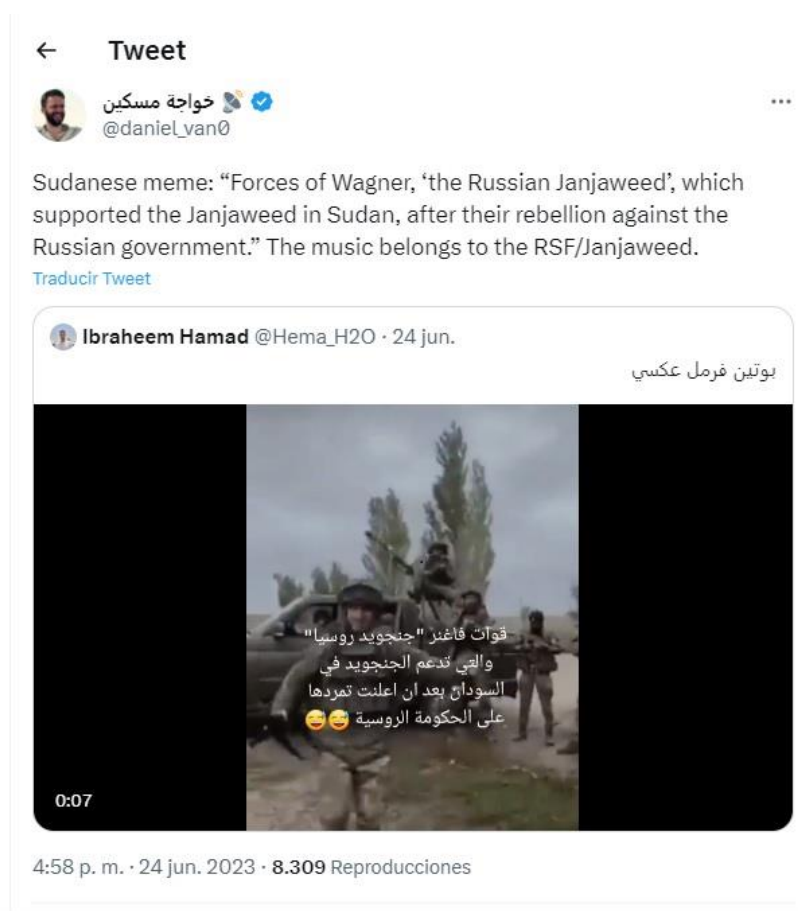 ← Tweet
خواجة مسكين 📡
@daniel_van0
Sudanese meme: “Forces of Wagner, ‘the Russian Janjaweed’, which
supported the Janjaweed in Sudan, after their rebellion against the
Russian government.” The music belongs to the RSF/Janjaweed.
Traducir Tweet
Ibraheem Hamad @Hema_H2O · 24 jun.
بوتين فرمل عكسي
قوات فاغنر "جنجويد روسيا"
والتي تدعم الجنجويد في
السودان بعد ان اعلنت تمردها
على الحكومة الروسية 😅😅
0:07
4:58 p. m. · 24 jun. 2023 · 8.309 Reproducciones